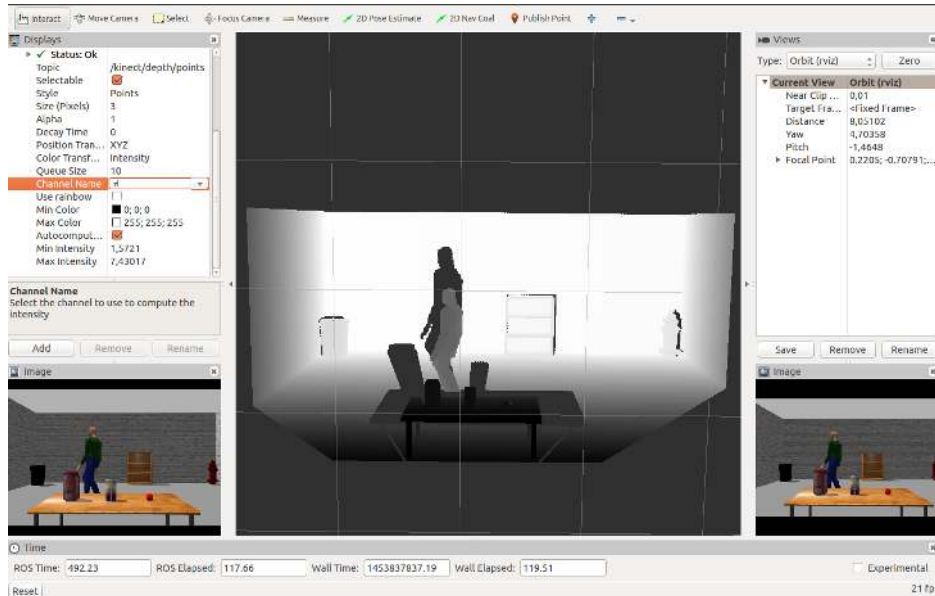 Interact Move Camera Select Focus Camera Measure 2D Pose Estimate 2D Nav Goal Publish Point
Displays
Status: Ok
Topic /kinect/depth/points
Selectable
Style Points
Size (Pixels) 3
Alpha 1
Decay Time 0
Position Tran... XYZ
Color Transf... Intensity
Queue Size 10
Channel Name
Use rainbow
Min Color 0; 0; 0
Max Color 255; 255; 255
Autocomput...
Min Intensity 1,5721
Max Intensity 7,43017
Channel Name
Select the channel to use to compute the
intensity
Add Remove Rename
Image
Views
Type: Orbit (rviz) Zero
Current View Orbit (rviz)
Near Clip ... 0,01
Target Fra... <Fixed Frame>
Distance 8,05102
Yaw 4,70358
Pitch -1,4648
Focal Point 0.2205; -0.70791;...
Save Remove Rename
Image
Time
ROS Time: 492.23 ROS Elapsed: 117.66 Wall Time: 1453837837.19 Wall Elapsed: 119.51 Experimental
Reset 21 fp